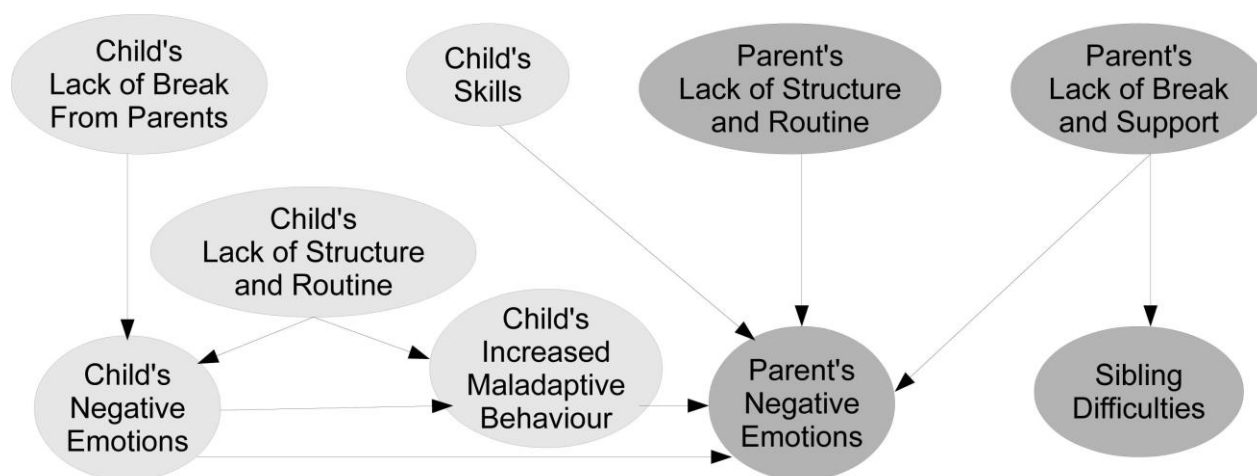 Child's
Lack of Break
From Parents
Child's
Skills
Parent's
Lack of Structure
and Routine
Parent's
Lack of Break
and Support
Child's
Lack of Structure
and Routine
Child's
Negative
Emotions
Child's
Increased
Maladaptive
Behaviour
Parent's
Negative
Emotions
Sibling
Difficulties